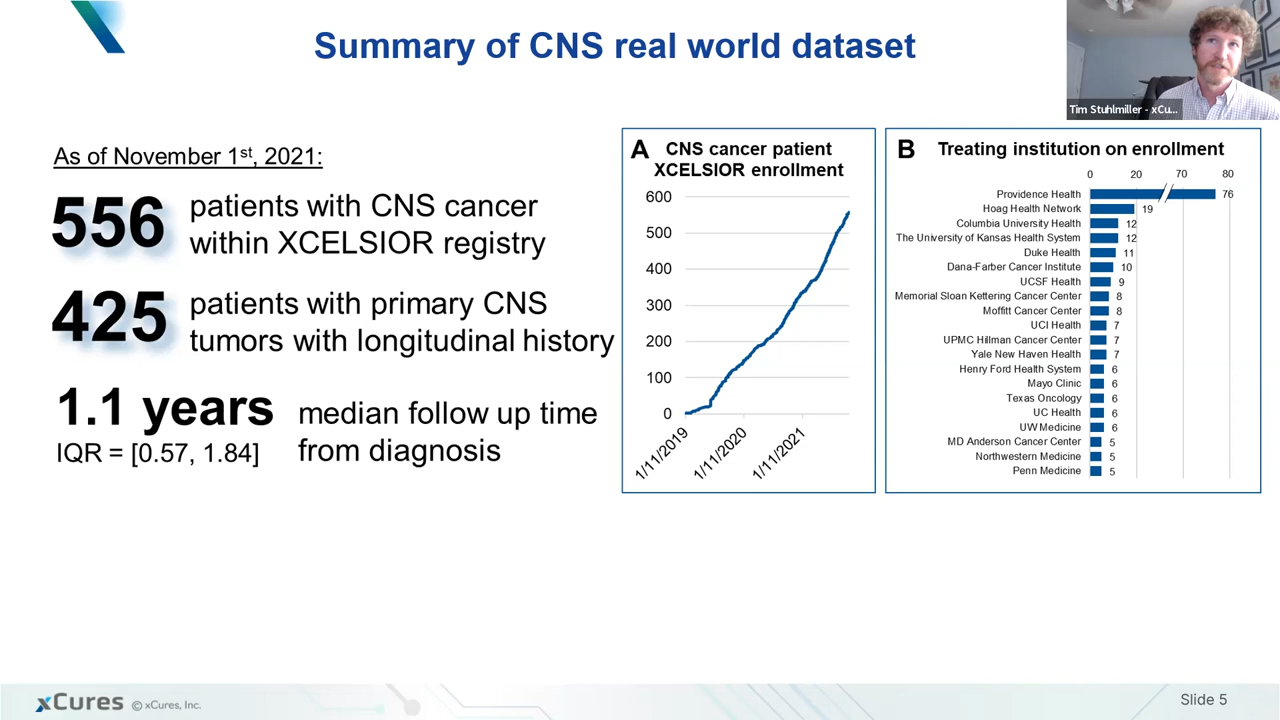 Summary of CNS real world dataset
Tim Stuhlmiller - xCu...
As of November 1st, 2021:
556 patients with CNS cancer
within XCELSIOR registry
425 patients with primary CNS
tumors with longitudinal history
1.1 years median follow up time
IQR = [0.57, 1.84] from diagnosis
A CNS cancer patient
XCELSIOR enrollment
600
500
400
300
200
100
0
1/11/2019 1/11/2020 1/11/2021
B Treating institution on enrollment
0 20 70 80
Providence Health 76
Hoag Health Network 19
Columbia University Health 12
The University of Kansas Health System 12
Duke Health 11
Dana-Farber Cancer Institute 10
UCSF Health 9
Memorial Sloan Kettering Cancer Center 8
Moffitt Cancer Center 8
UCI Health 7
UPMC Hillman Cancer Center 7
Yale New Haven Health 7
Henry Ford Health System 6
Mayo Clinic 6
Texas Oncology 6
UC Health 6
UW Medicine 6
MD Anderson Cancer Center 5
Northwestern Medicine 5
Penn Medicine 5
xCures © xCures, Inc.
Slide 5